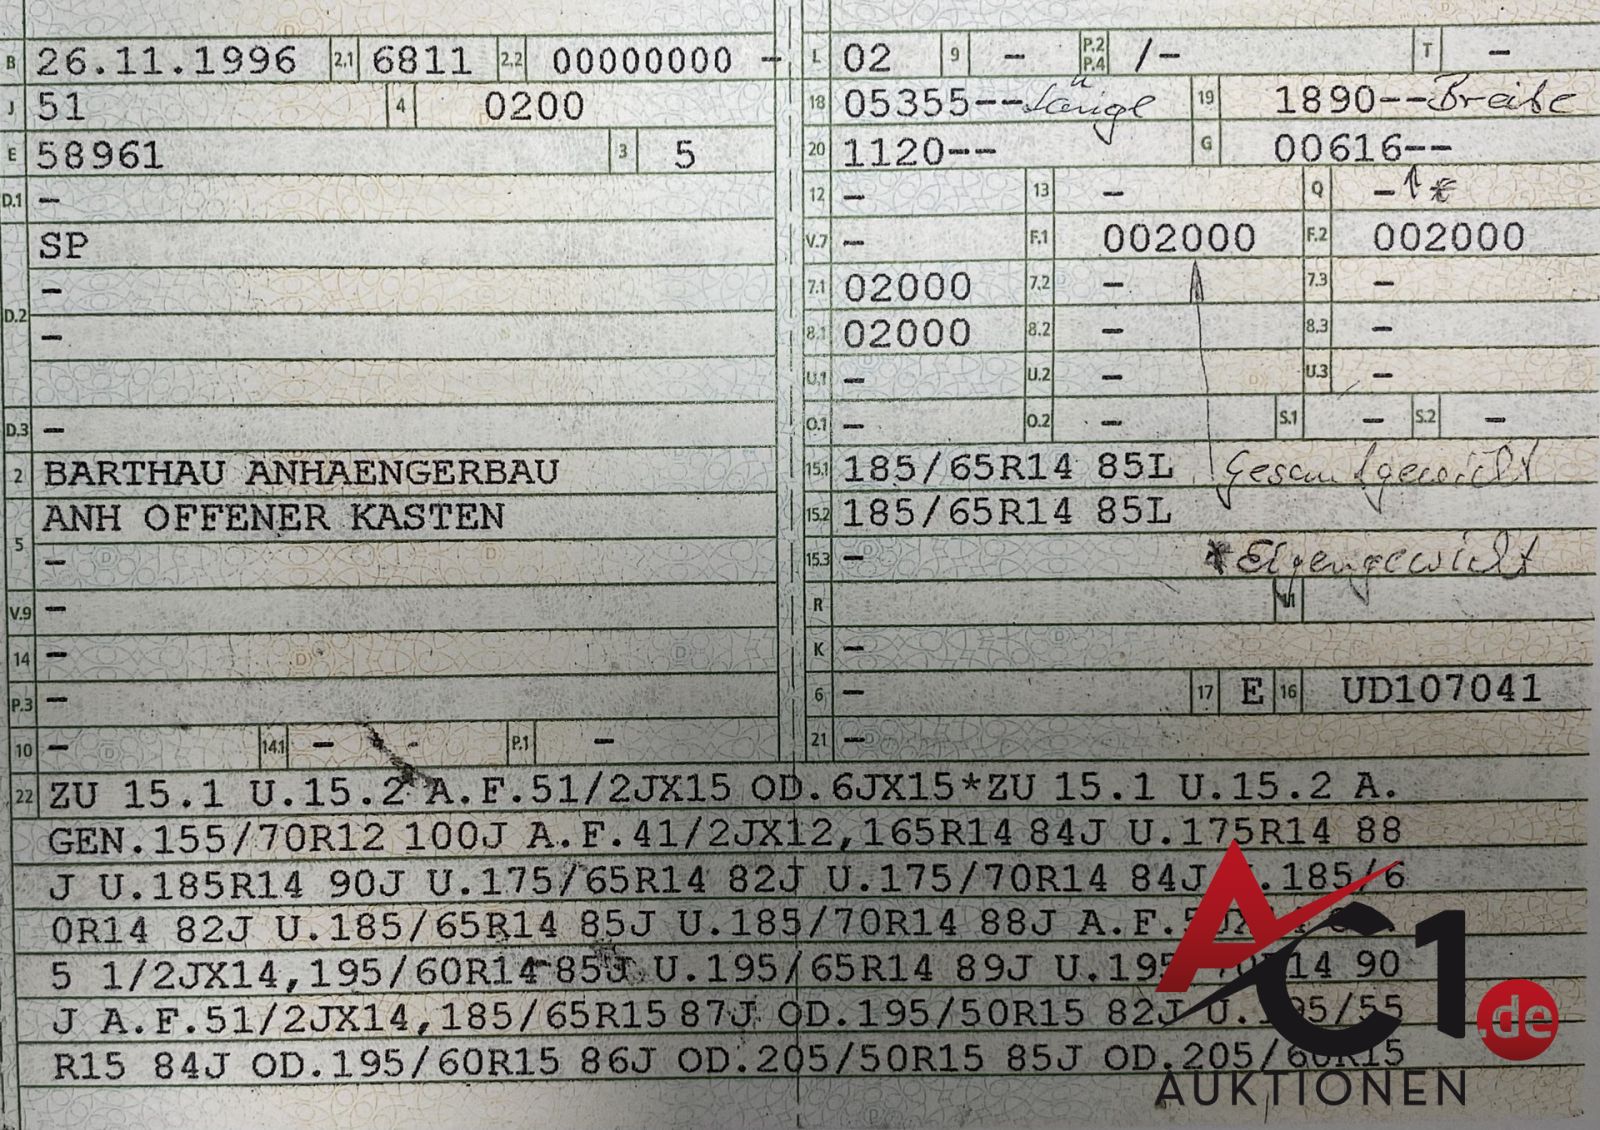 B 26.11.1996 2.1 6811 2.2 00000000 -
J 51 4 0200
E 58961 3 5
D.1 -
D.2 SP
-
-
D.3 -
2 BARTHAU ANHAENGERBAU
5 ANH OFFENER KASTEN
-
V.9 -
14 -
P.3 -
10 - 14.1 - - P.1 -
L 02 9 - P.2 P.4 /- T -
18 05355-- Länge 19 1890-- Breite
20 1120-- G 00616--
12 - 13 - Q - *
V.7 - F.1 002000 F.2 002000
7.1 02000 7.2 - 7.3 -
8.1 02000 8.2 - 8.3 -
U.1 - U.2 - U.3 -
O.1 - O.2 - S.1 - S.2 -
15.1 185/65R14 85L Gesamtgewicht
15.2 185/65R14 85L
15.3 - * Eigengewicht
R
K -
6 - 17 E 16 UD107041
21 -
22 ZU 15.1 U.15.2 A.F.51/2JX15 OD.6JX15*ZU 15.1 U.15.2 A.
GEN.155/70R12 100J A.F.41/2JX12,165R14 84J U.175R14 88
J U.185R14 90J U.175/65R14 82J U.175/70R14 84J U.185/6
0R14 82J U.185/65R14 85J U.185/70R14 88J A.F.
5 1/2JX14,195/60R14 85J U.195/65R14 89J U.195/70R14 90
J A.F.51/2JX14,185/65R15 87J OD.195/50R15 82J U.195/55
R15 84J OD.195/60R15 86J OD.205/50R15 85J OD.205/60R15
AC1.de
AUKTIONEN